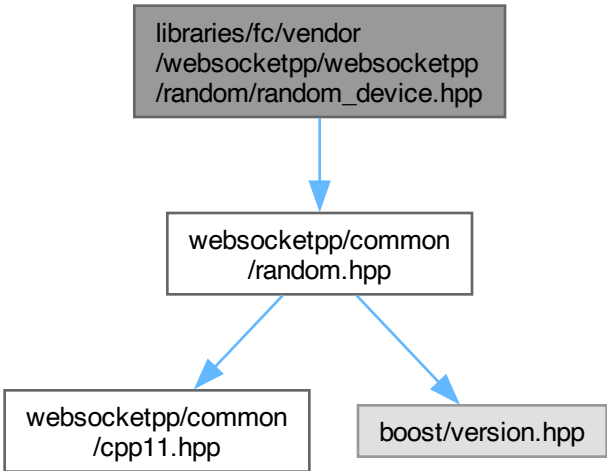 libraries/fc/vendor
/websocketpp/websocketpp
/random/random_device.hpp
websocketpp/common
/random.hpp
websocketpp/common
/cpp11.hpp
boost/version.hpp